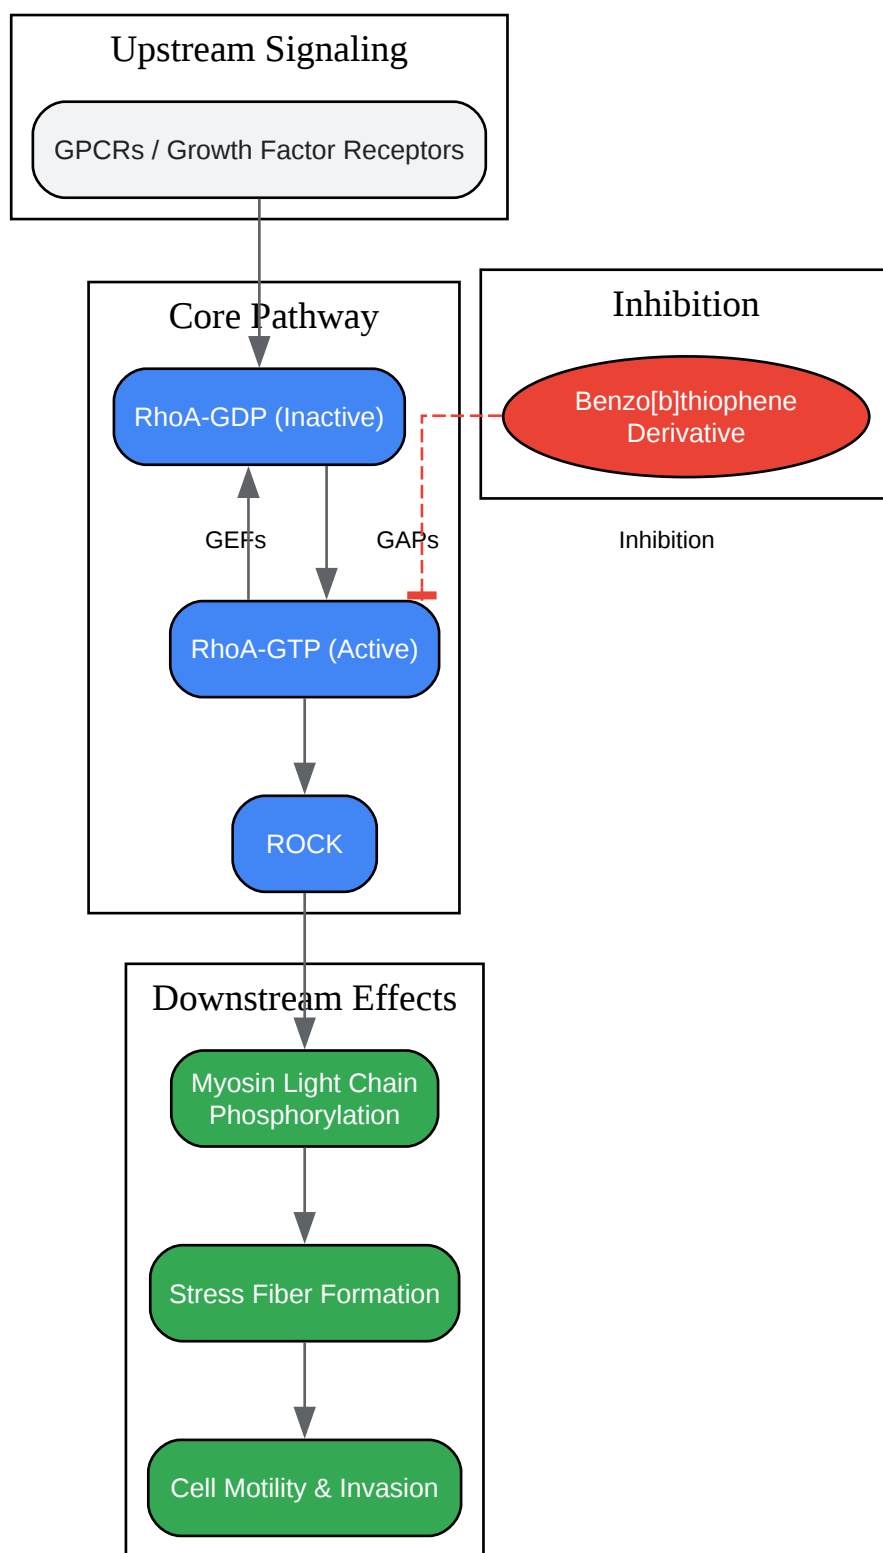 Upstream Signaling
GPCRs / Growth Factor Receptors
Core Pathway
Inhibition
RhoA-GDP (Inactive)
Benzo[b]thiophene
Derivative
GEFs
GAPs
Inhibition
RhoA-GTP (Active)
ROCK
Downstream Effects
Myosin Light Chain
Phosphorylation
Stress Fiber Formation
Cell Motility & Invasion